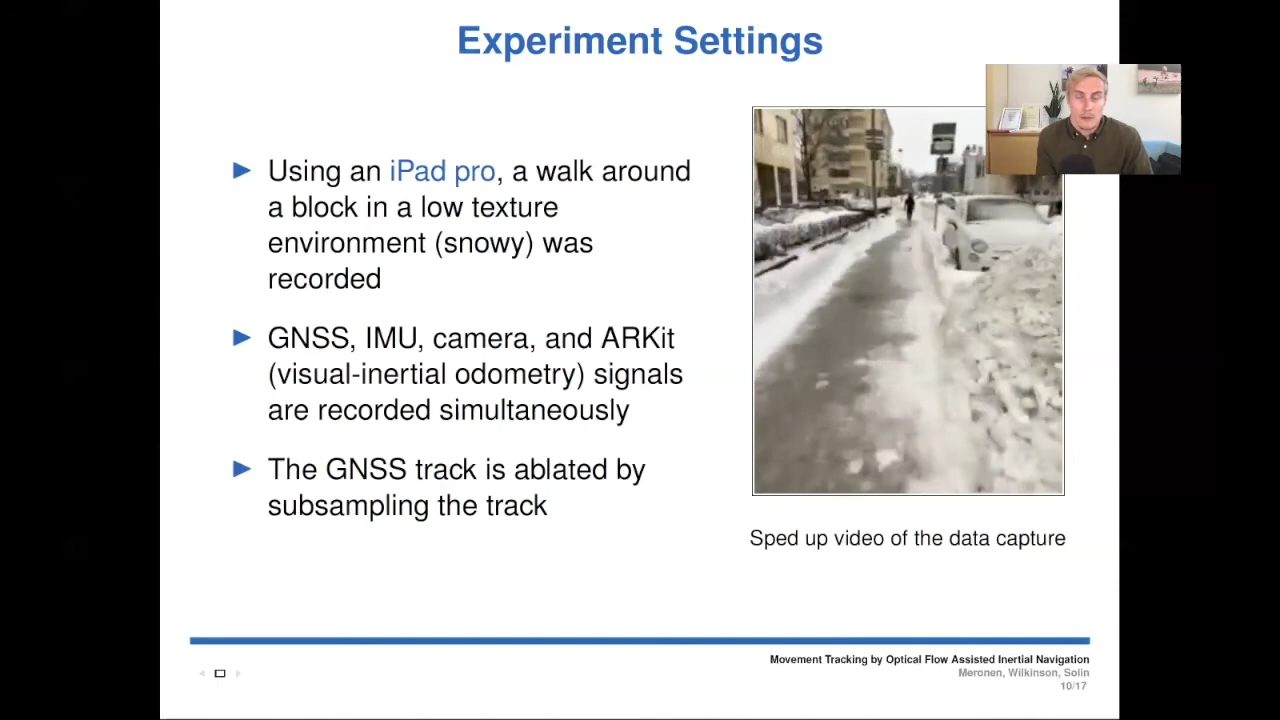 Experiment Settings
Using an iPad pro, a walk around
a block in a low texture
environment (snowy) was
recorded
GNSS, IMU, camera, and ARKit
(visual-inertial odometry) signals
are recorded simultaneously
The GNSS track is ablated by
subsampling the track
Sped up video of the data capture
Movement Tracking by Optical Flow Assisted Inertial Navigation
Meronen, Wilkinson, Solin
10/17